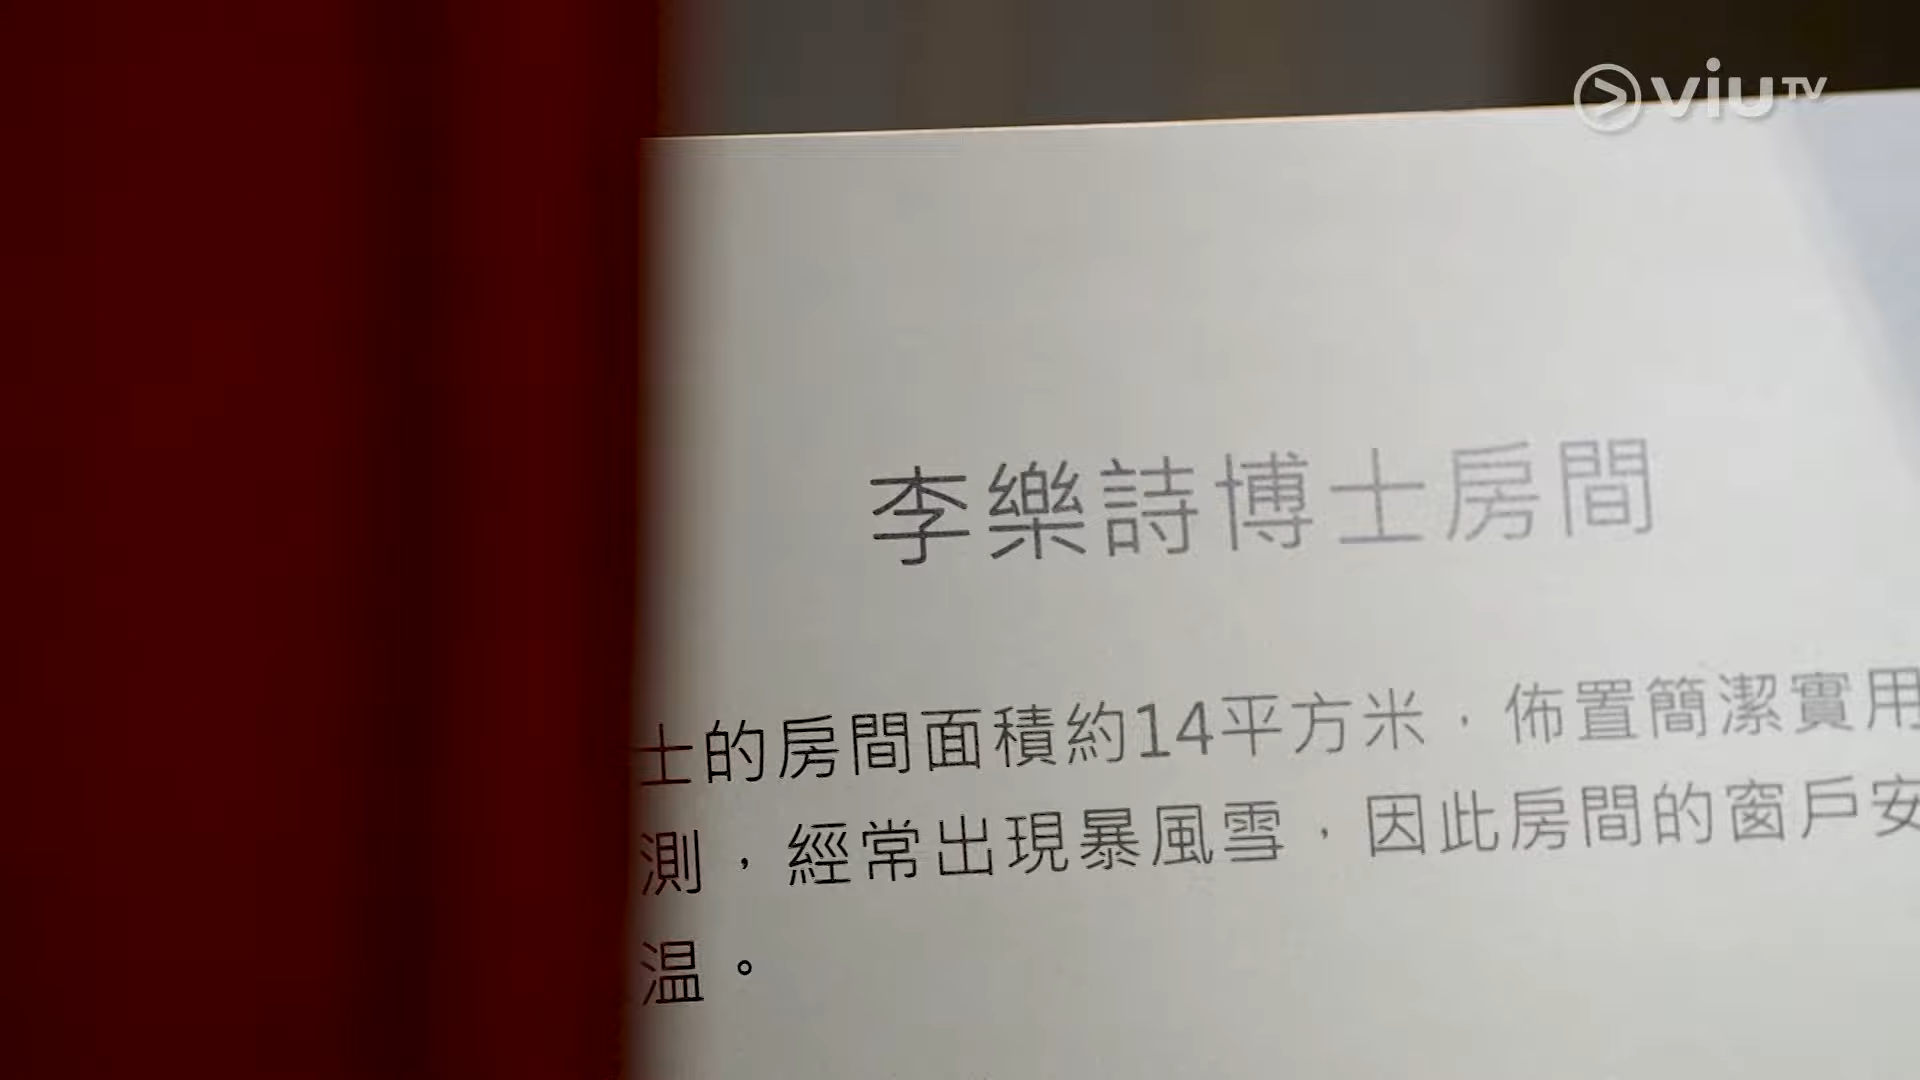 viuTV
李樂詩博士房間
士的房間面積約14平方米，佈置簡潔實用
測，經常出現暴風雪，因此房間的窗戶安
温。